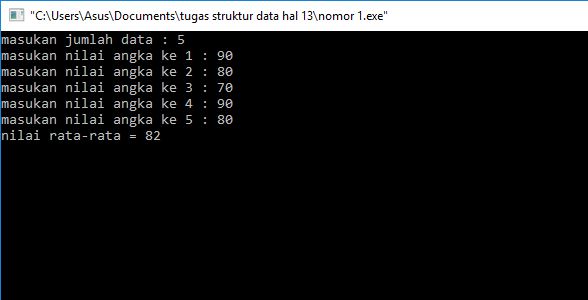 "C:\Users\Asus\Documents\tugas struktur data hal 13\nomor 1.exe"
masukan jumlah data : 5
masukan nilai angka ke 1 : 90
masukan nilai angka ke 2 : 80
masukan nilai angka ke 3 : 70
masukan nilai angka ke 4 : 90
masukan nilai angka ke 5 : 80
nilai rata-rata = 82